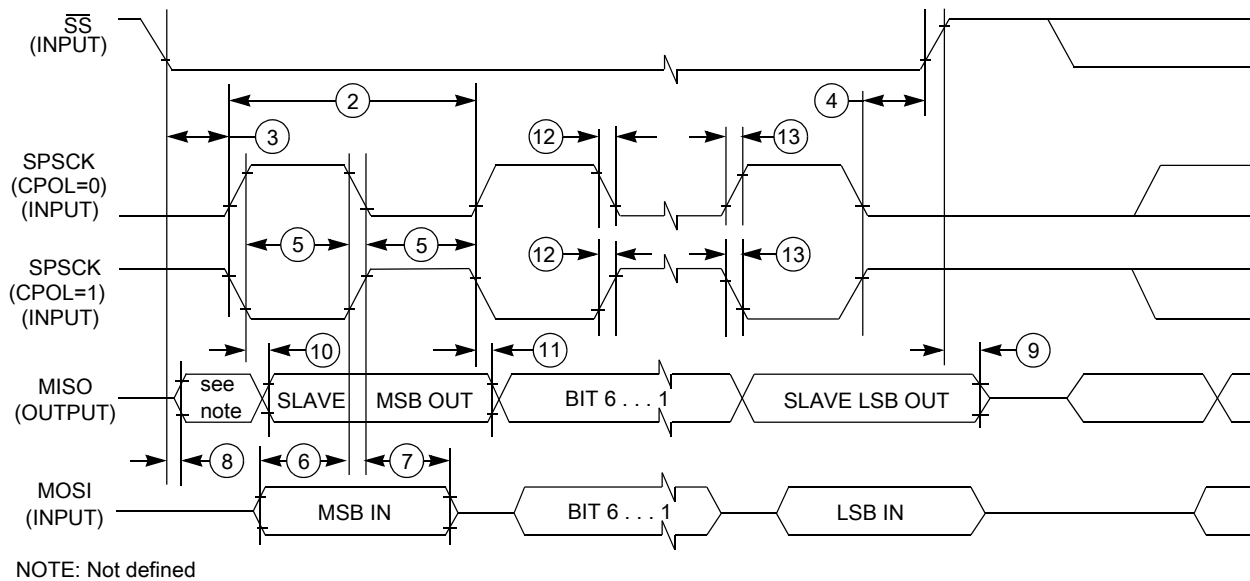 SS
(INPUT)
2
4
3
12
13
SPSCK
(CPOL=0)
(INPUT)
5
5
12
13
SPSCK
(CPOL=1)
(INPUT)
10
11
9
MISO
(OUTPUT)
see
note
SLAVE
MSB OUT
BIT 6 . . . 1
SLAVE LSB OUT
8
6
7
MOSI
(INPUT)
MSB IN
BIT 6 . . . 1
LSB IN
NOTE: Not defined